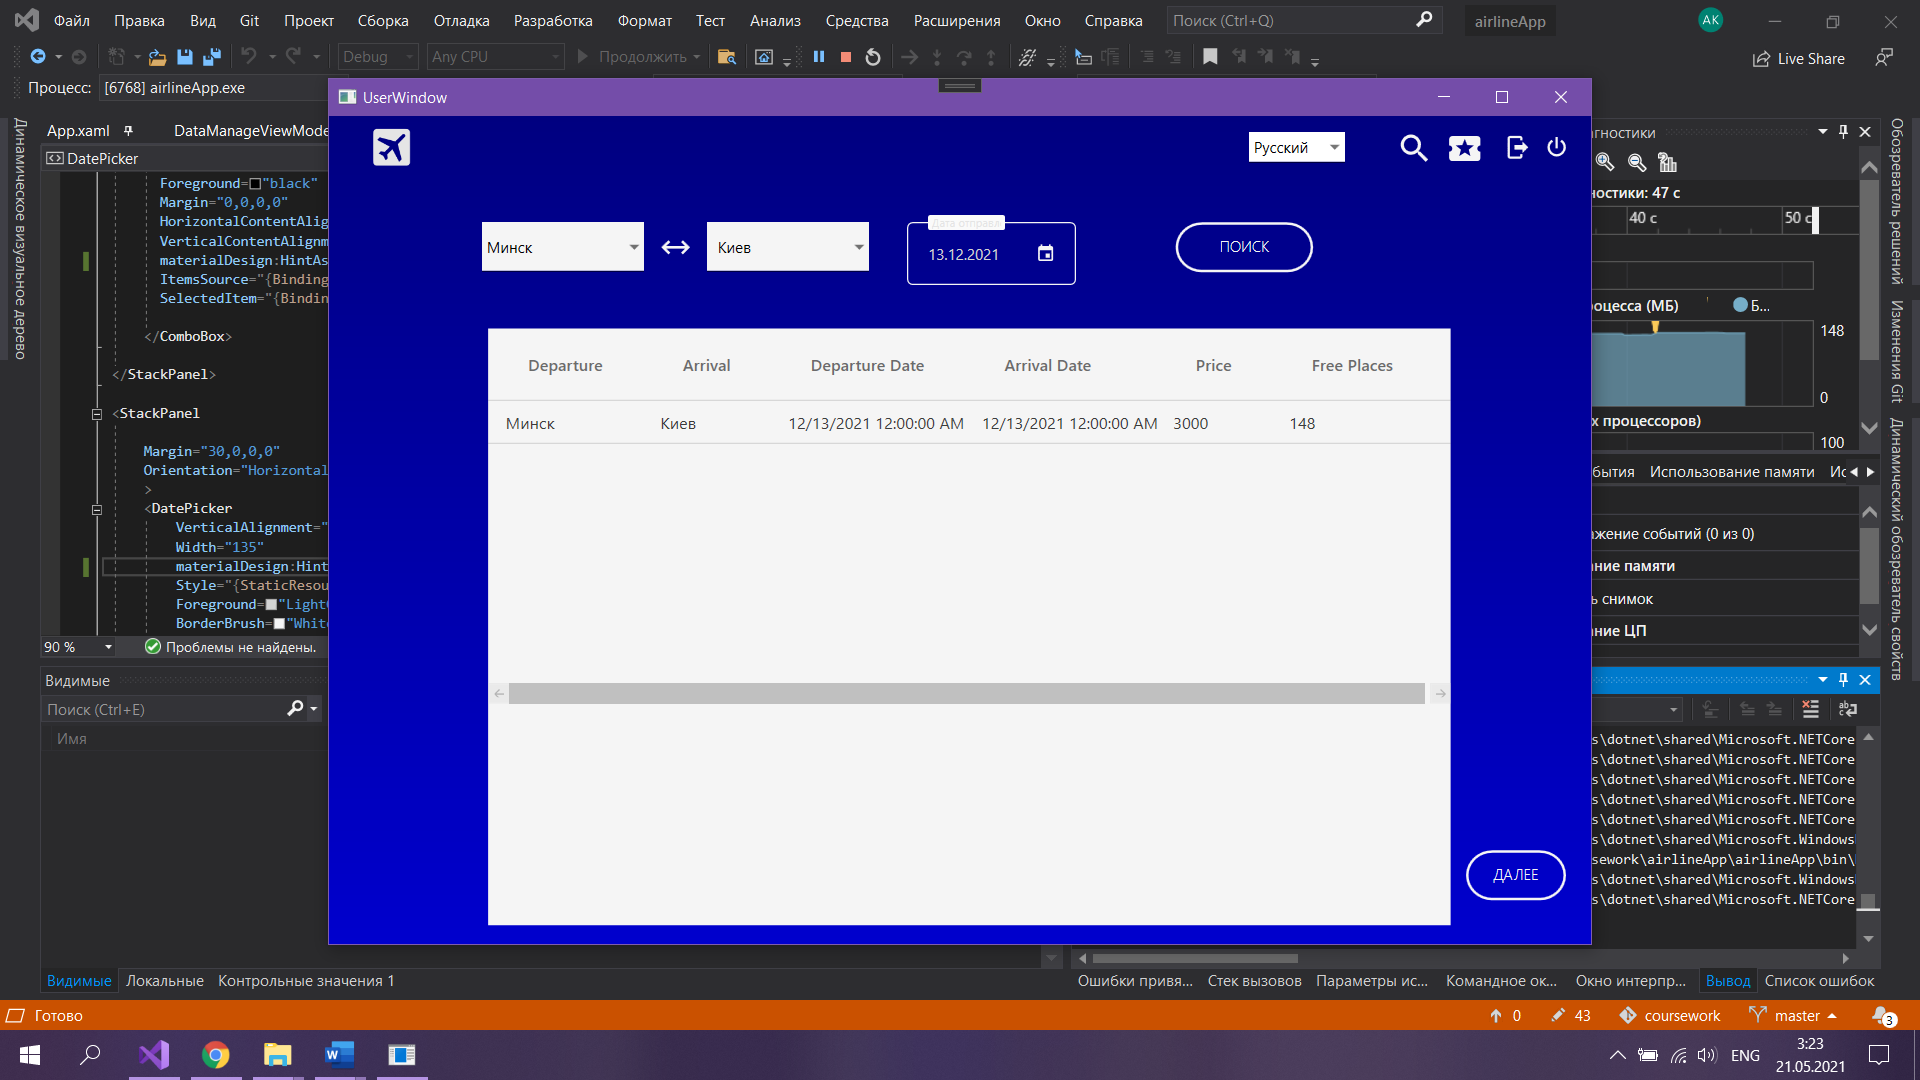 Файл Правка Вид Git Проект Сборка Отладка Разработка Формат Тест Анализ Средства Расширения Окно Справка Поиск (Ctrl+Q) airlineApp AK
Debug Any CPU Продолжить Live Share
Процесс: [6768] airlineApp.exe
UserWindow
App.xaml DataManageViewMode
DatePicker
Динамическое визуальное дерево
Foreground="black"
Margin="0,0,0,0"
HorizontalContentAlig
VerticalContentAlignm
materialDesign:HintAs
ItemsSource="{Binding
SelectedItem="{Bindin
</ComboBox>
</StackPanel>
<StackPanel
Margin="30,0,0,0"
Orientation="Horizontal
>
<DatePicker
VerticalAlignment="
Width="135"
materialDesign:Hint
Style="{StaticResou
Foreground="Light
BorderBrush="White
90 % Проблемы не найдены.
Видимые
Поиск (Ctrl+E)
Имя
Видимые Локальные Контрольные значения 1
Русский
Минск Киев
Дата отправ
13.12.2021
ПОИСК
Departure Arrival Departure Date Arrival Date Price Free Places
Минск Киев 12/13/2021 12:00:00 AM 12/13/2021 12:00:00 AM 3000 148
ДАЛЕЕ
гностики
ностики: 47 с
40 с 50 с
оцесса (МБ) Б...
148
0
х процессоров)
100
бытия Использование памяти Ис
жение событий (0 из 0)
ние памяти
ь снимок
ние ЦП
Обозреватель решений
Изменения Git
Динамический обозреватель свойств
s\dotnet\shared\Microsoft.NETCore
s\dotnet\shared\Microsoft.NETCore
s\dotnet\shared\Microsoft.NETCore
s\dotnet\shared\Microsoft.NETCore
s\dotnet\shared\Microsoft.NETCore
s\dotnet\shared\Microsoft.Windows
sework\airlineApp\airlineApp\bin\
s\dotnet\shared\Microsoft.Windows
s\dotnet\shared\Microsoft.NETCore
Ошибки привя... Стек вызовов Параметры ис... Командное ок... Окно интерпр... Вывод Список ошибок
Готово 0 43 coursework master 3
ENG 3:23
21.05.2021